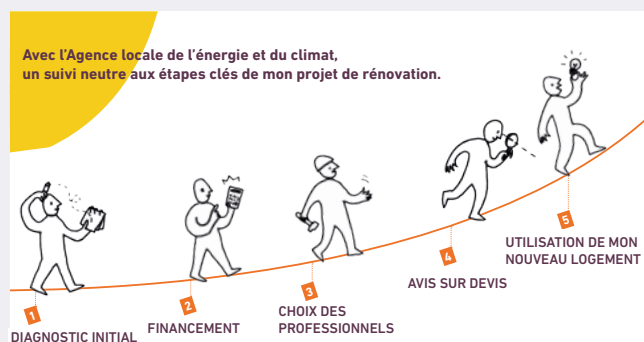 Avec l'Agence locale de l'énergie et du climat,
un suivi neutre aux étapes clés de mon projet de rénovation.
1
DIAGNOSTIC INITIAL
2
FINANCEMENT
3
CHOIX DES
PROFESSIONNELS
4
AVIS SUR DEVIS
5
UTILISATION DE MON
NOUVEAU LOGEMENT